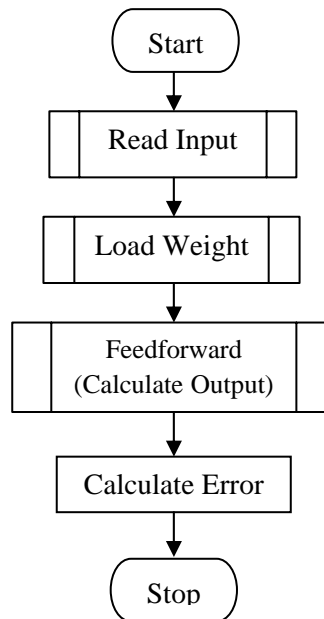 Start
Read Input
Load Weight
Feedforward
(Calculate Output)
Calculate Error
Stop